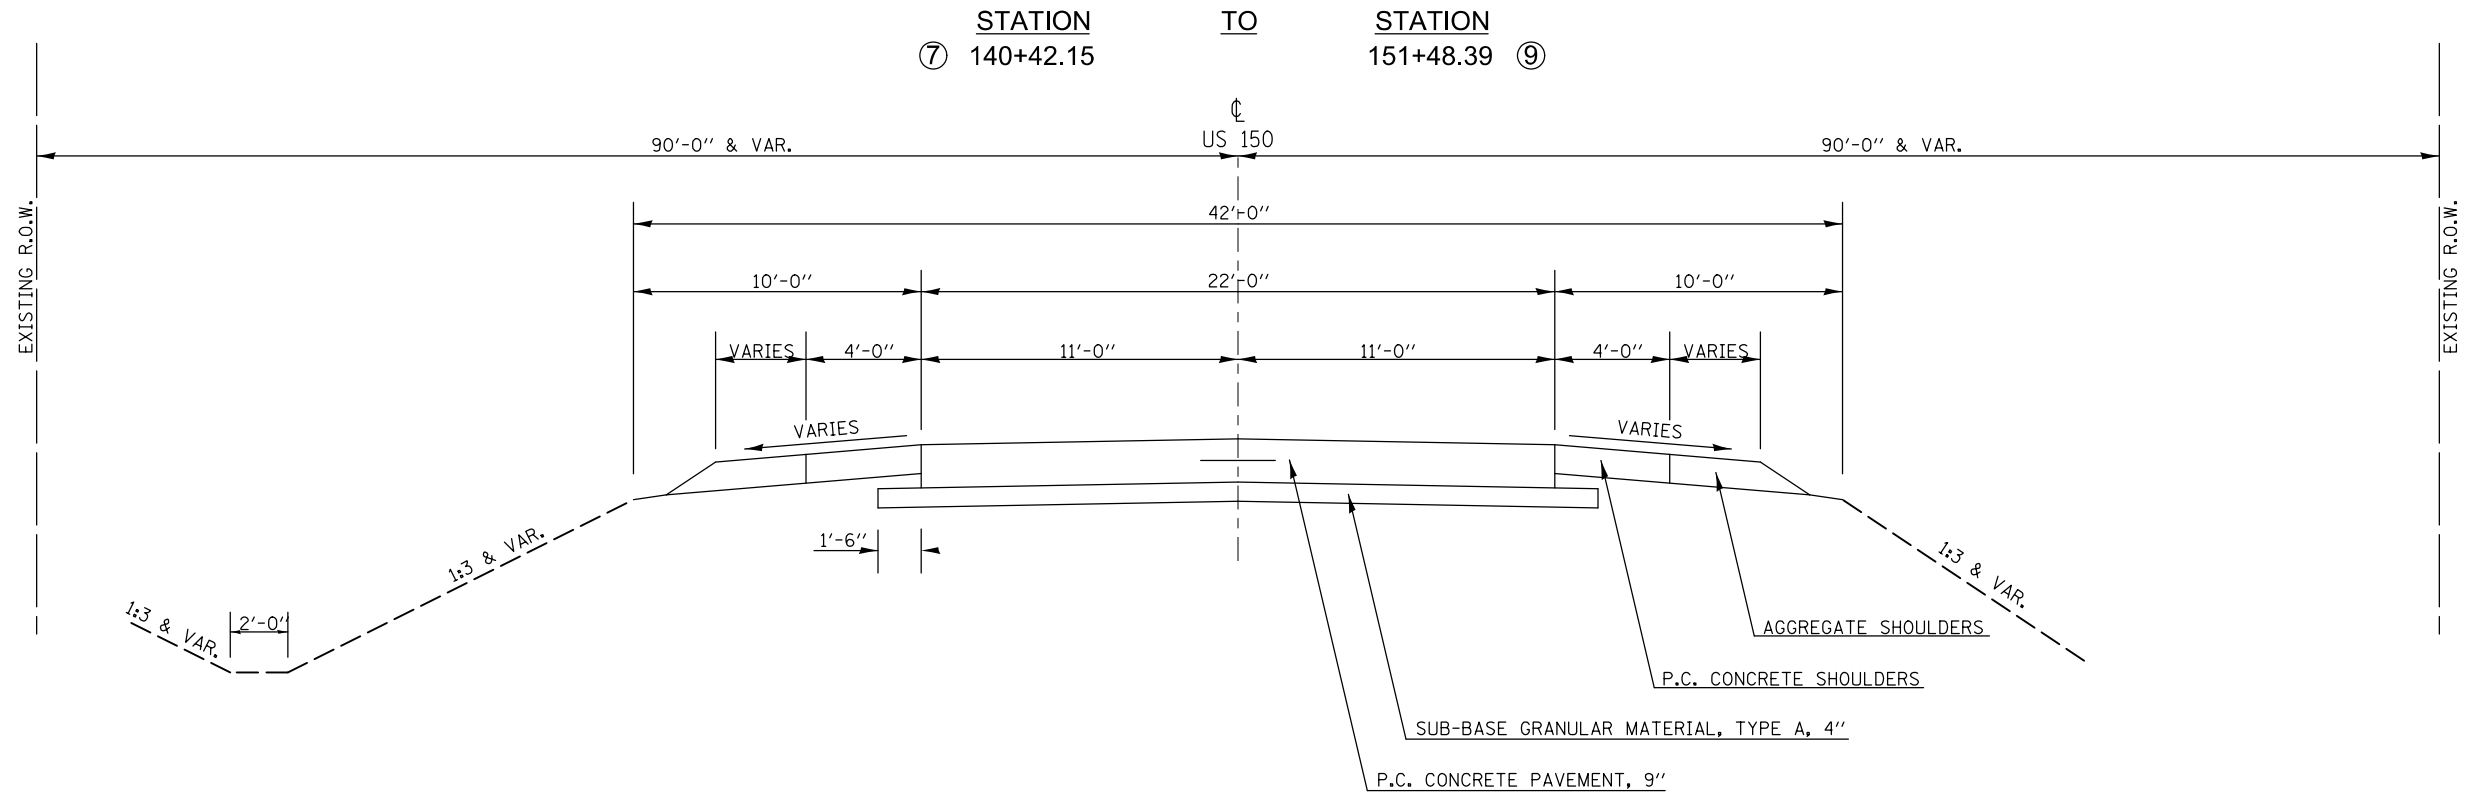 STATION TO STATION
⑦ 140+42.15 151+48.39 ⑨
℄
US 150
90'-0" & VAR. 90'-0" & VAR.
EXISTING R.O.W. EXISTING R.O.W.
42'-0"
10'-0" 22'-0" 10'-0"
VARIES 4'-0" 11'-0" 11'-0" 4'-0" VARIES
VARIES VARIES
1'-6"
1:3 & VAR. 1:3 & VAR.
1:3 & VAR. 2'-0"
AGGREGATE SHOULDERS
P.C. CONCRETE SHOULDERS
SUB-BASE GRANULAR MATERIAL, TYPE A, 4"
P.C. CONCRETE PAVEMENT, 9"